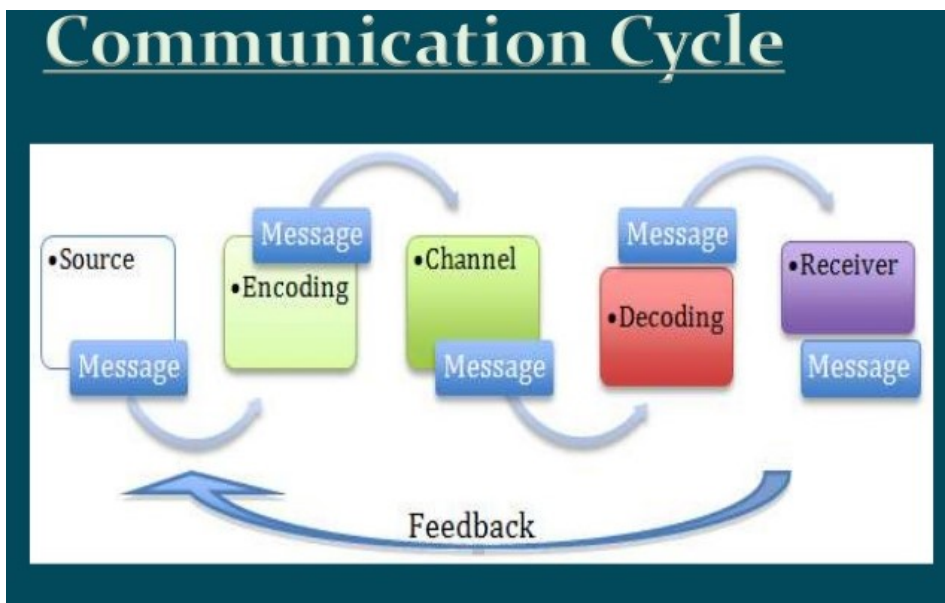 Communication Cycle
•Source
Message
Message
•Encoding
•Channel
Message
Message
•Decoding
•Receiver
Message
Feedback